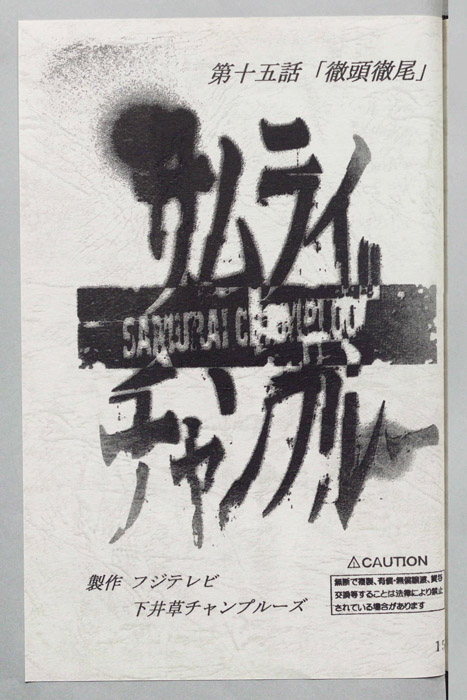 第十五話「徹頭徹尾」
サムライ
SAMURAI CHAMPLOO
チャンプルー
製作 フジテレビ
下井草チャンプルーズ
⚠CAUTION
無断で複製、有償・無償譲渡、貸与
交換等することは法律により禁止
されている場合があります